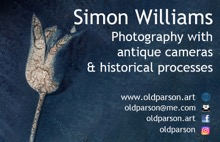 Simon Williams
Photography with
antique cameras
& historical processes
www.oldparson.art
oldparson@me.com
oldparson.art
oldparson